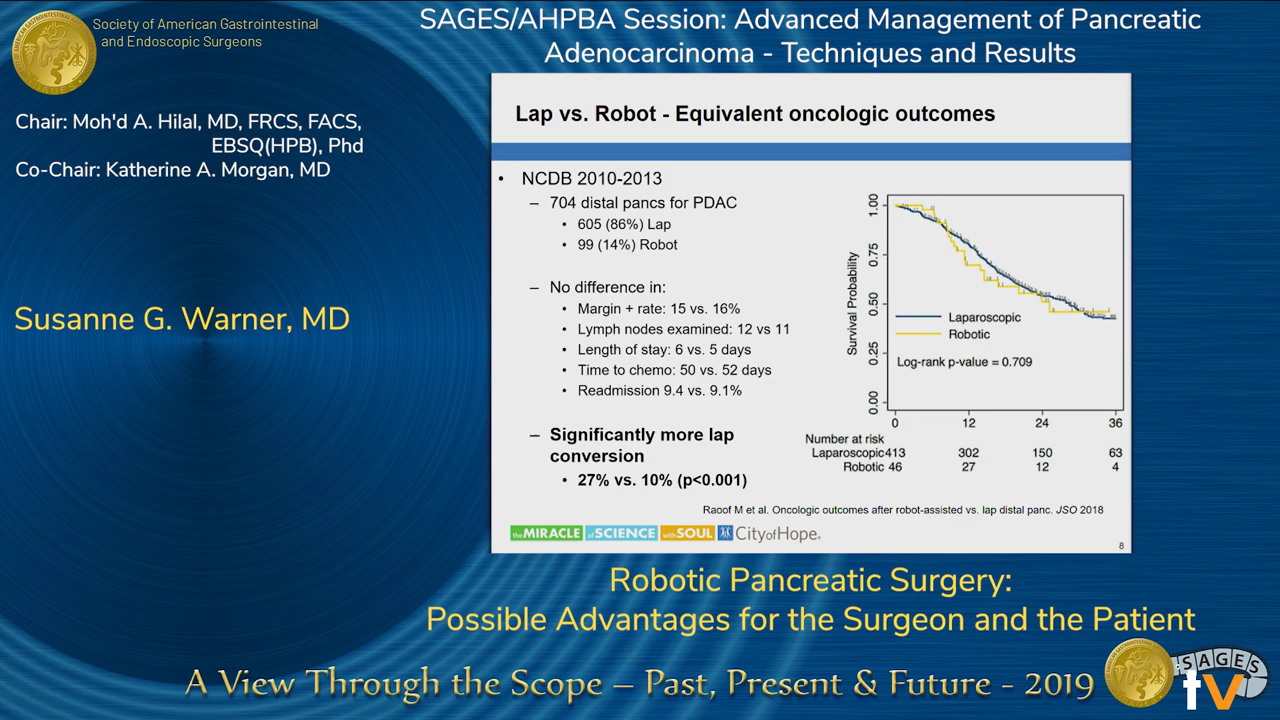 Society of American Gastrointestinal
and Endoscopic Surgeons
SAGES/AHPBA Session: Advanced Management of Pancreatic
Adenocarcinoma - Techniques and Results
Chair: Moh'd A. Hilal, MD, FRCS, FACS,
EBSQ(HPB), Phd
Co-Chair: Katherine A. Morgan, MD
Susanne G. Warner, MD
Lap vs. Robot - Equivalent oncologic outcomes
• NCDB 2010-2013
– 704 distal pancs for PDAC
• 605 (86%) Lap
• 99 (14%) Robot
– No difference in:
• Margin + rate: 15 vs. 16%
• Lymph nodes examined: 12 vs 11
• Length of stay: 6 vs. 5 days
• Time to chemo: 50 vs. 52 days
• Readmission 9.4 vs. 9.1%
– Significantly more lap
conversion
• 27% vs. 10% (p<0.001)
Survival Probability
1.00
0.75
0.50
0.25
0.00
Laparoscopic
Robotic
Log-rank p-value = 0.709
0 12 24 36
Number at risk
Laparoscopic 413 302 150 63
Robotic 46 27 12 4
Raoof M et al. Oncologic outcomes after robot-assisted vs. lap distal panc. JSO 2018
the MIRACLE of SCIENCE with SOUL City of Hope.
8
Robotic Pancreatic Surgery:
Possible Advantages for the Surgeon and the Patient
A View Through the Scope – Past, Present & Future - 2019
SAGES
tv